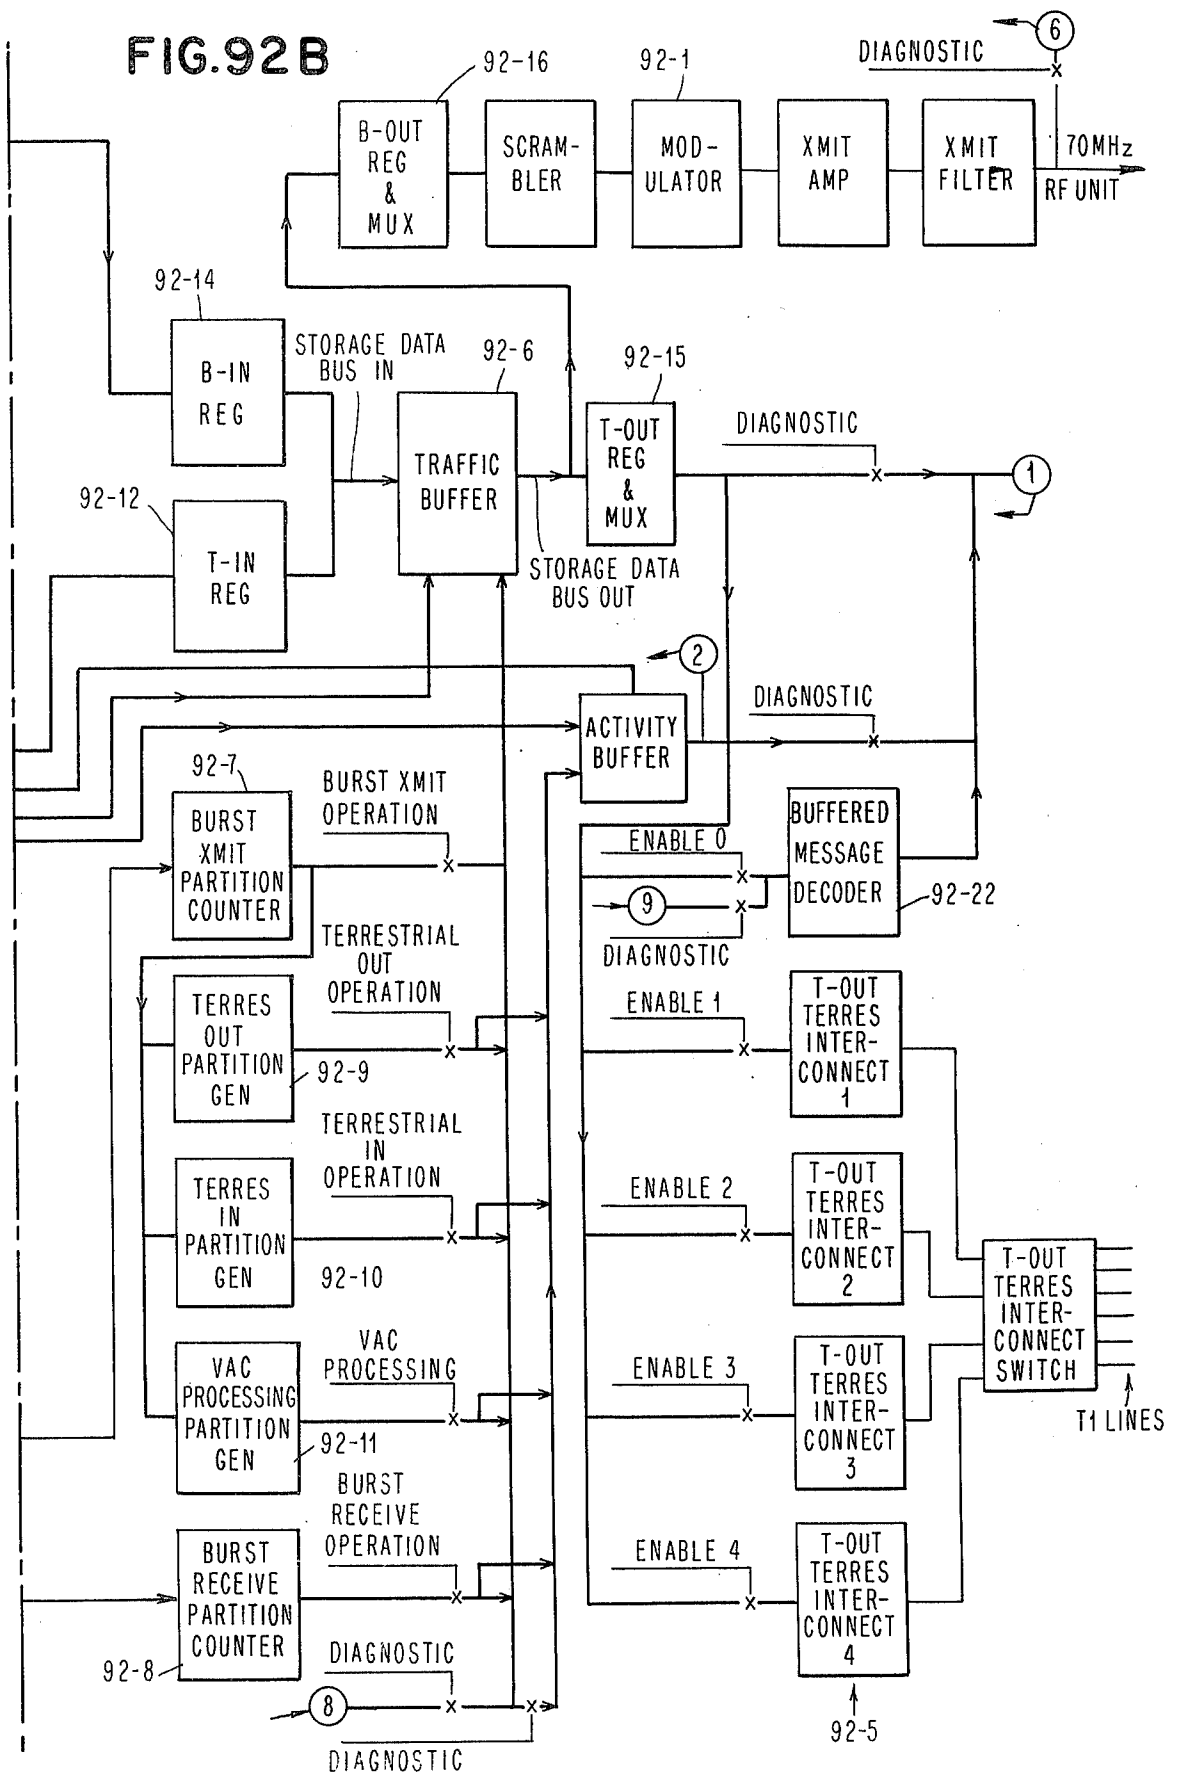 FIG.92B
6
DIAGNOSTIC
92-16
92-1
B-OUT
REG
&
MUX
SCRAM-
BLER
MOD-
ULATOR
XMIT
AMP
XMIT
FILTER
70MHz
RF UNIT
92-14
B-IN
REG
STORAGE DATA
BUS IN
92-6
92-15
TRAFFIC
BUFFER
T-OUT
REG
&
MUX
DIAGNOSTIC
1
92-12
T-IN
REG
STORAGE DATA
BUS OUT
2
ACTIVITY
BUFFER
DIAGNOSTIC
92-7
BURST
XMIT
PARTITION
COUNTER
BURST XMIT
OPERATION
ENABLE 0
9
DIAGNOSTIC
BUFFERED
MESSAGE
DECODER
92-22
TERRESTRIAL
OUT
OPERATION
TERRES
OUT
PARTITION
GEN
92-9
ENABLE 1
T-OUT
TERRES
INTER-
CONNECT
1
TERRESTRIAL
IN
OPERATION
TERRES
IN
PARTITION
GEN
92-10
ENABLE 2
T-OUT
TERRES
INTER-
CONNECT
2
T-OUT
TERRES
INTER-
CONNECT
SWITCH
T1 LINES
VAC
PROCESSING
VAC
PROCESSING
PARTITION
GEN
92-11
ENABLE 3
T-OUT
TERRES
INTER-
CONNECT
3
BURST
RECEIVE
OPERATION
BURST
RECEIVE
PARTITION
COUNTER
92-8
ENABLE 4
T-OUT
TERRES
INTER-
CONNECT
4
92-5
DIAGNOSTIC
8
DIAGNOSTIC